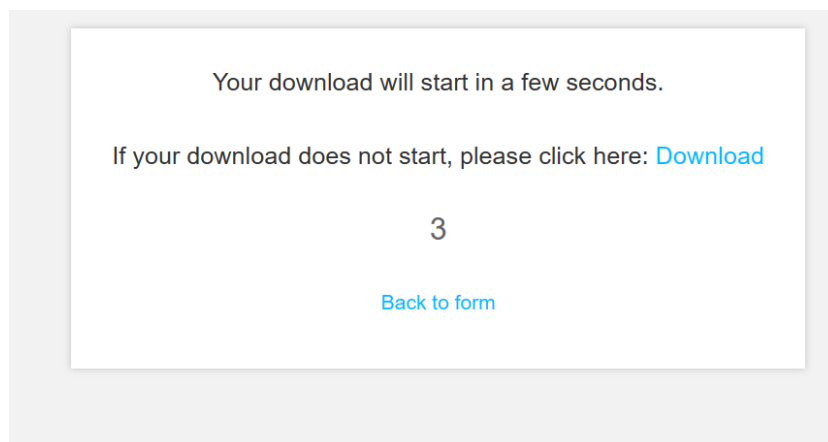 Your download will start in a few seconds.
If your download does not start, please click here: Download
3
Back to form